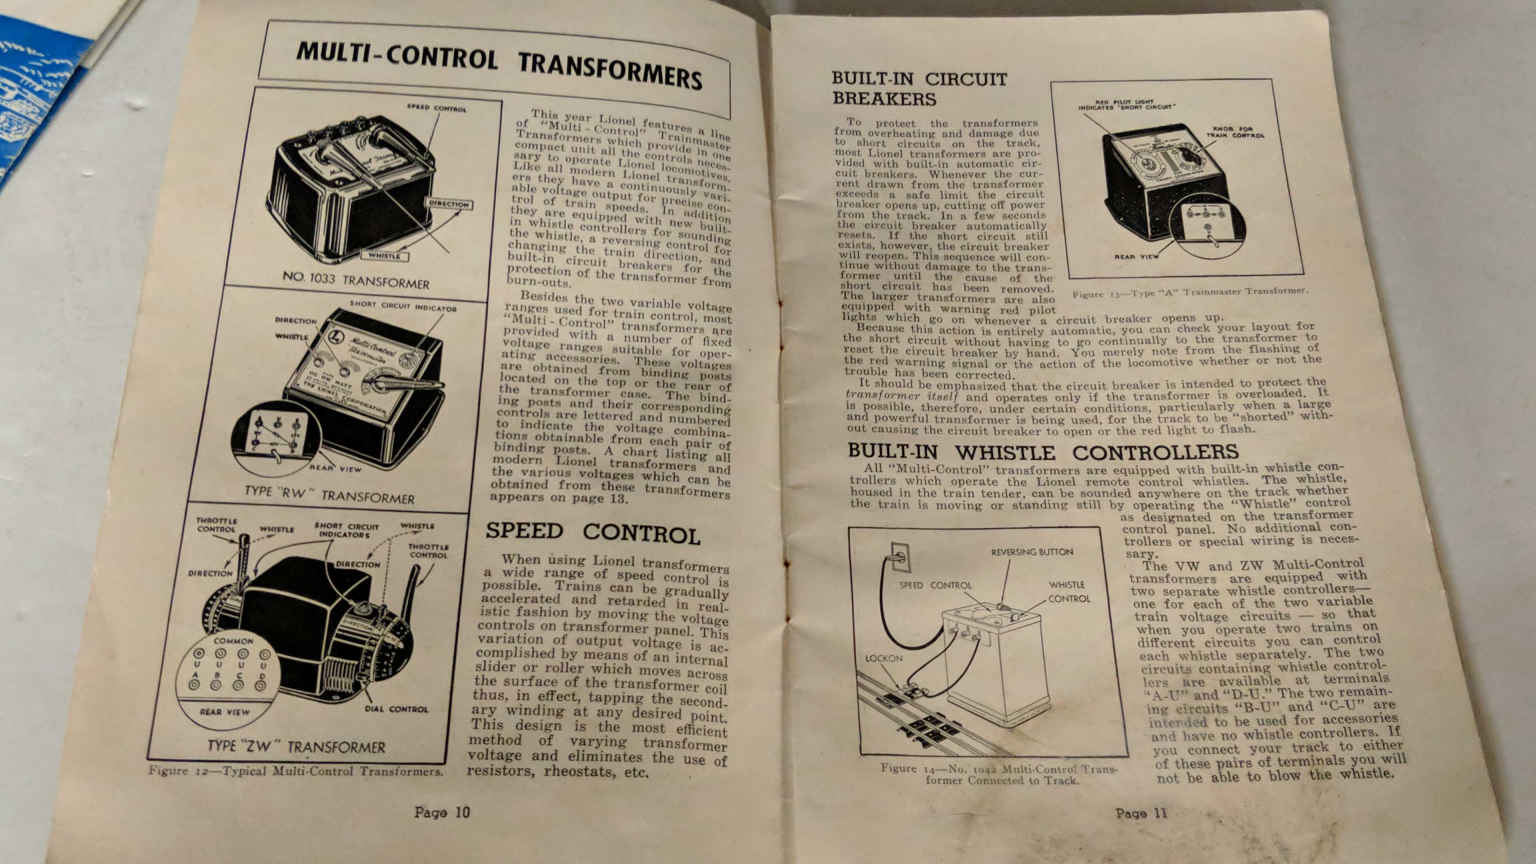 MULTI-CONTROL TRANSFORMERS
SPEED CONTROL
DIRECTION
WHISTLE
NO. 1033 TRANSFORMER
SHORT CIRCUIT INDICATOR
DIRECTION
WHISTLE
Multi-Control
THE LIONEL CORPORATION
REAR VIEW
TYPE "RW" TRANSFORMER
THROTTLE
CONTROL
WHISTLE
SHORT CIRCUIT
INDICATORS
WHISTLE
THROTTLE
CONTROL
DIRECTION
DIRECTION
COMMON
U U U U
A B C D
REAR VIEW
DIAL CONTROL
TYPE "ZW" TRANSFORMER
Figure 12—Typical Multi-Control Transformers.
This year Lionel features a line
of "Multi-Control" Trainmaster
Transformers which provide in one
compact unit all the controls neces-
sary to operate Lionel locomotives.
Like all modern Lionel transform-
ers they have a continuously vari-
able voltage output for precise con-
trol of train speeds. In addition
they are equipped with new built-
in whistle controllers for sounding
the whistle, a reversing control for
changing the train direction, and
built-in circuit breakers for the
protection of the transformer from
burn-outs.
Besides the two variable voltage
ranges used for train control, most
"Multi-Control" transformers are
provided with a number of fixed
voltage ranges suitable for oper-
ating accessories. These voltages
are obtained from binding posts
located on the top or the rear of
the transformer case. The bind-
ing posts and their corresponding
controls are lettered and numbered
to indicate the voltage combina-
tions obtainable from each pair of
binding posts. A chart listing all
modern Lionel transformers and
the various voltages which can be
obtained from these transformers
appears on page 13.
SPEED CONTROL
When using Lionel transformers
a wide range of speed control is
possible. Trains can be gradually
accelerated and retarded in real-
istic fashion by moving the voltage
controls on transformer panel. This
variation of output voltage is ac-
complished by means of an internal
slider or roller which moves across
the surface of the transformer coil
thus, in effect, tapping the second-
ary winding at any desired point.
This design is the most efficient
method of varying transformer
voltage and eliminates the use of
resistors, rheostats, etc.
Page 10
BUILT-IN CIRCUIT
BREAKERS
To protect the transformers
from overheating and damage due
to short circuits on the track,
most Lionel transformers are pro-
vided with built-in automatic cir-
cuit breakers. Whenever the cur-
rent drawn from the transformer
exceeds a safe limit the circuit
breaker opens up, cutting off power
from the track. In a few seconds
the circuit breaker automatically
resets. If the short circuit still
exists, however, the circuit breaker
will reopen. This sequence will con-
tinue without damage to the trans-
former until the cause of the
short circuit has been removed.
The larger transformers are also
equipped with warning red pilot
lights which go on whenever a circuit breaker opens up.
RED PILOT LIGHT
INDICATES "SHORT CIRCUIT"
KNOB FOR
TRAIN CONTROL
REAR VIEW
Figure 13—Type "A" Trainmaster Transformer.
Because this action is entirely automatic, you can check your layout for
the short circuit without having to go continually to the transformer to
reset the circuit breaker by hand. You merely note from the flashing of
the red warning signal or the action of the locomotive whether or not the
trouble has been corrected.
It should be emphasized that the circuit breaker is intended to protect the
transformer itself and operates only if the transformer is overloaded. It
is possible, therefore, under certain conditions, particularly when a large
and powerful transformer is being used, for the track to be "shorted" with-
out causing the circuit breaker to open or the red light to flash.
BUILT-IN WHISTLE CONTROLLERS
All "Multi-Control" transformers are equipped with built-in whistle con-
trollers which operate the Lionel remote control whistles. The whistle,
housed in the train tender, can be sounded anywhere on the track whether
the train is moving or standing still by operating the "Whistle" control
as designated on the transformer
control panel. No additional con-
trollers or special wiring is neces-
sary.
The VW and ZW Multi-Control
transformers are equipped with
two separate whistle controllers—
one for each of the two variable
train voltage circuits — so that
when you operate two trains on
different circuits you can control
each whistle separately. The two
circuits containing whistle control-
lers are available at terminals
"A-U" and "D-U." The two remain-
ing circuits "B-U" and "C-U" are
intended to be used for accessories
and have no whistle controllers. If
you connect your track to either
of these pairs of terminals you will
not be able to blow the whistle.
REVERSING BUTTON
SPEED CONTROL
WHISTLE
CONTROL
LOCKON
Figure 14—No. 1042 Multi-Control Trans-
former Connected to Track.
Page 11